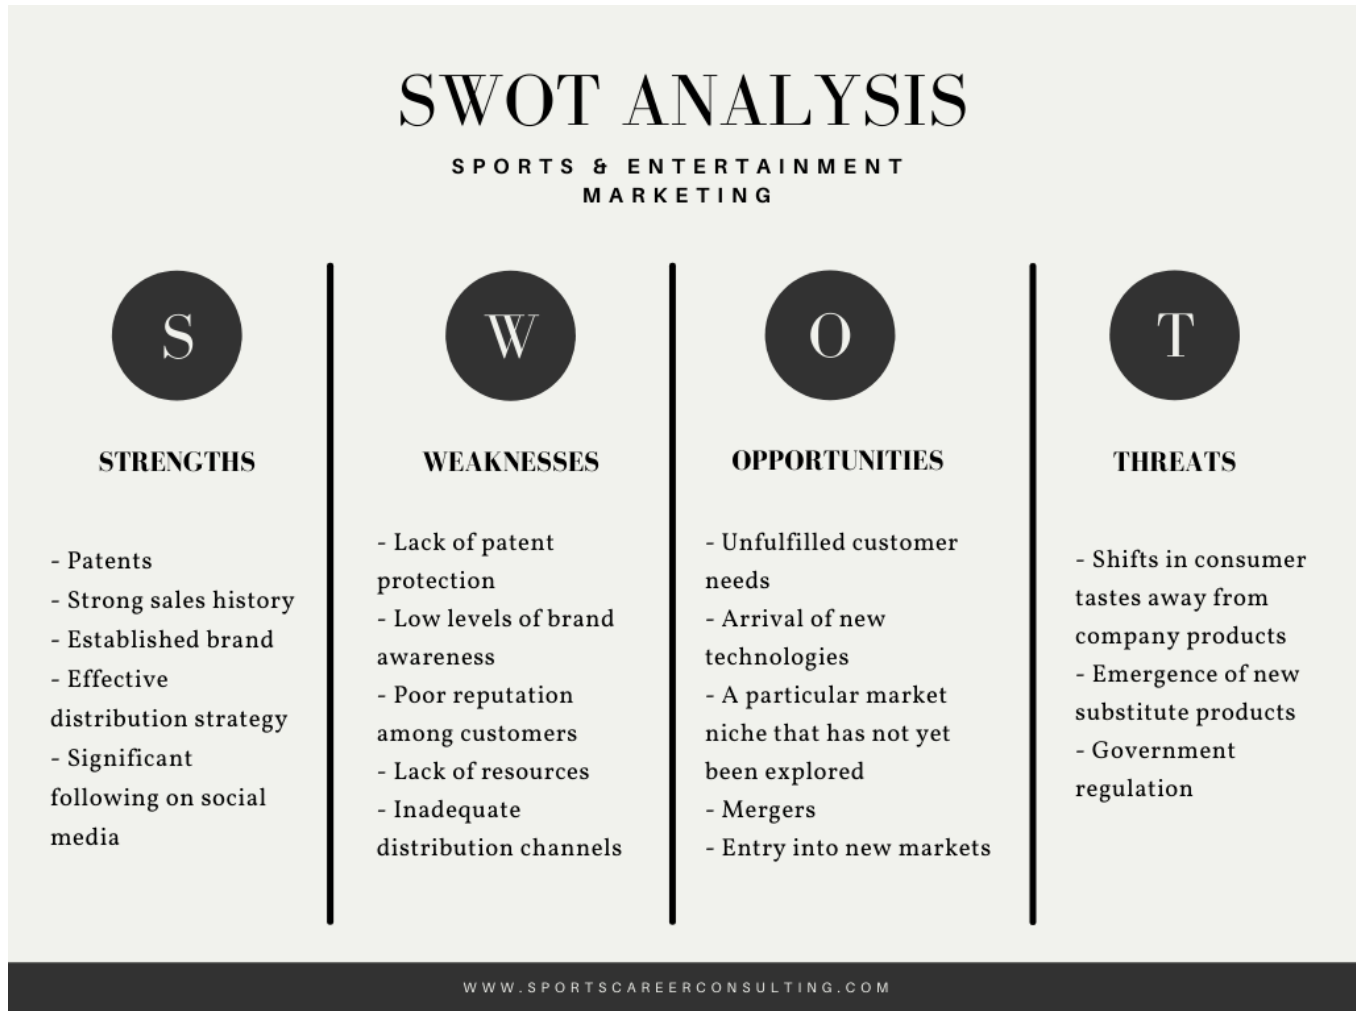 SWOT ANALYSIS
SPORTS & ENTERTAINMENT
MARKETING
S
STRENGTHS
- Patents
- Strong sales history
- Established brand
- Effective
distribution strategy
- Significant
following on social
media
W
WEAKNESSES
- Lack of patent
protection
- Low levels of brand
awareness
- Poor reputation
among customers
- Lack of resources
- Inadequate
distribution channels
O
OPPORTUNITIES
- Unfulfilled customer
needs
- Arrival of new
technologies
- A particular market
niche that has not yet
been explored
- Mergers
- Entry into new markets
T
THREATS
- Shifts in consumer
tastes away from
company products
- Emergence of new
substitute products
- Government
regulation
WWW.SPORTSCAREERCONSULTING.COM